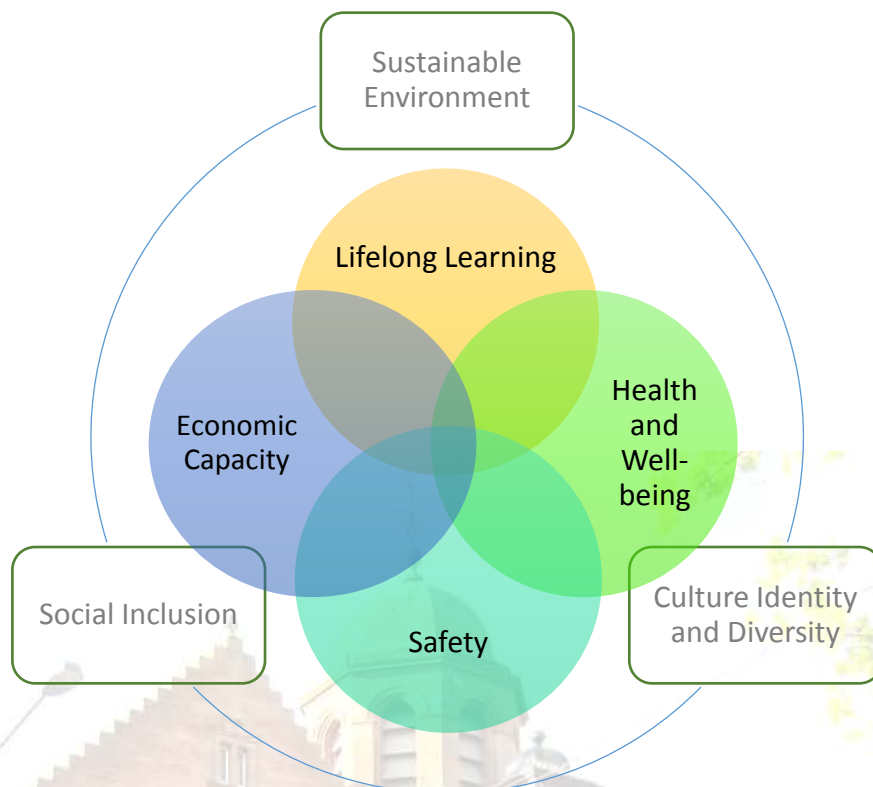 Sustainable
Environment
Lifelong Learning
Economic
Capacity
Health
and
Well-
being
Social Inclusion
Culture Identity
and Diversity
Safety